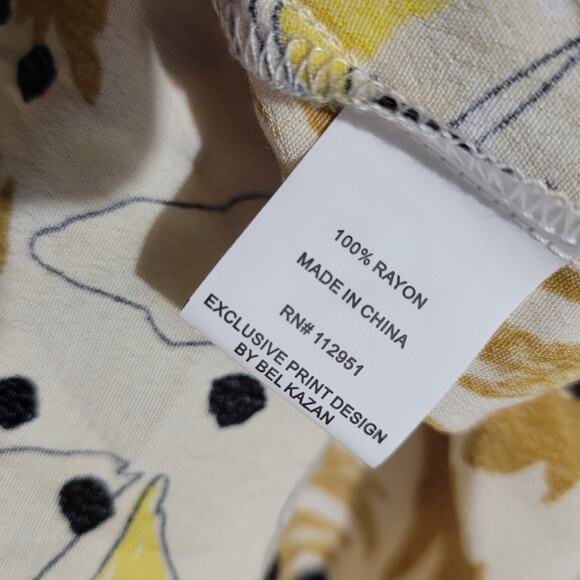 100% RAYON
MADE IN CHINA
RN# 112951
EXCLUSIVE PRINT DESIGN
BY BEL KAZAN